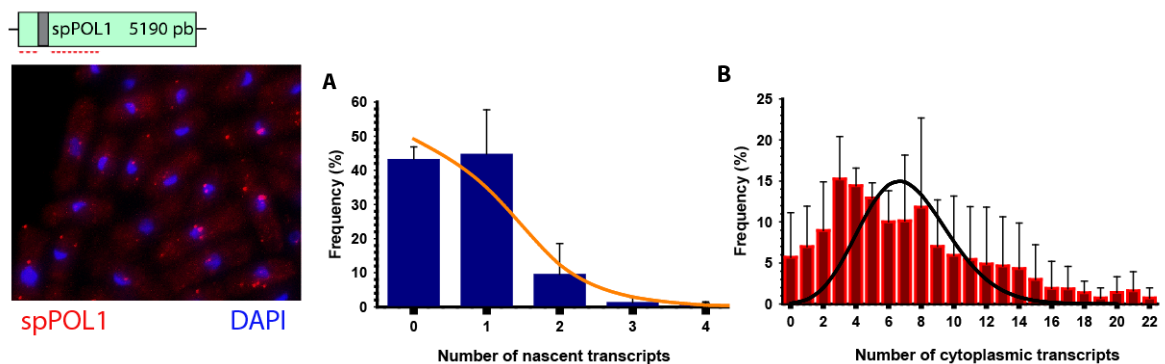 spPOL1 5190 pb
spPOL1 DAPI
A
Frequency (%)
60
50
40
30
20
10
0
0 1 2 3 4
Number of nascent transcripts
B
Frequency (%)
25
20
15
10
5
0
0 2 4 6 8 10 12 14 16 18 20 22
Number of cytoplasmic transcripts